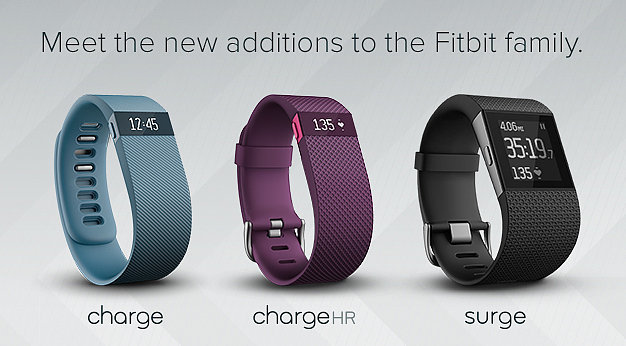 Meet the new additions to the Fitbit family.
12:45
135
4.06 MI
35:19.7
135
charge
chargeHR
surge